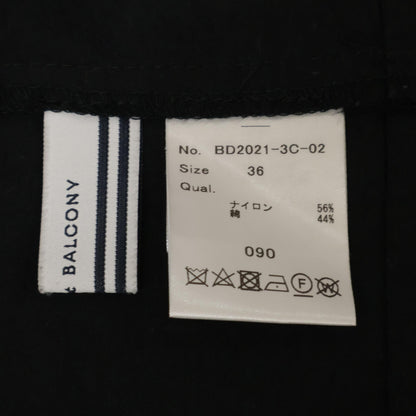 & BALCONY
No. BD2021-3C-02
Size 36
Qual.
ナイロン 56%
綿 44%
090
F W